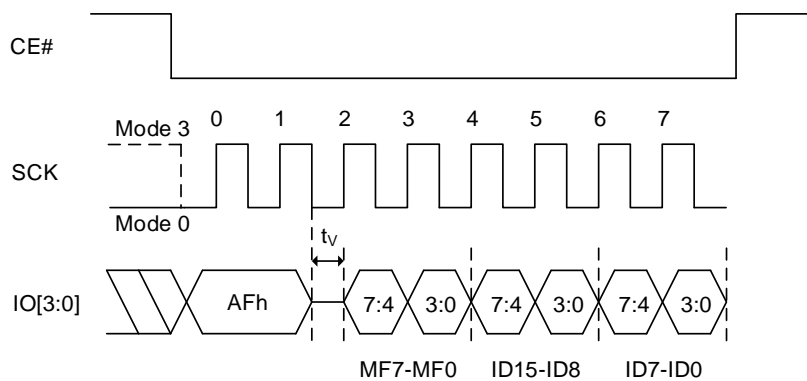 CE#
Mode 3
0 1 2 3 4 5 6 7
SCK
Mode 0
tV
IO[3:0]
AFh
7:4 3:0 7:4 3:0 7:4 3:0
MF7-MF0 ID15-ID8 ID7-ID0